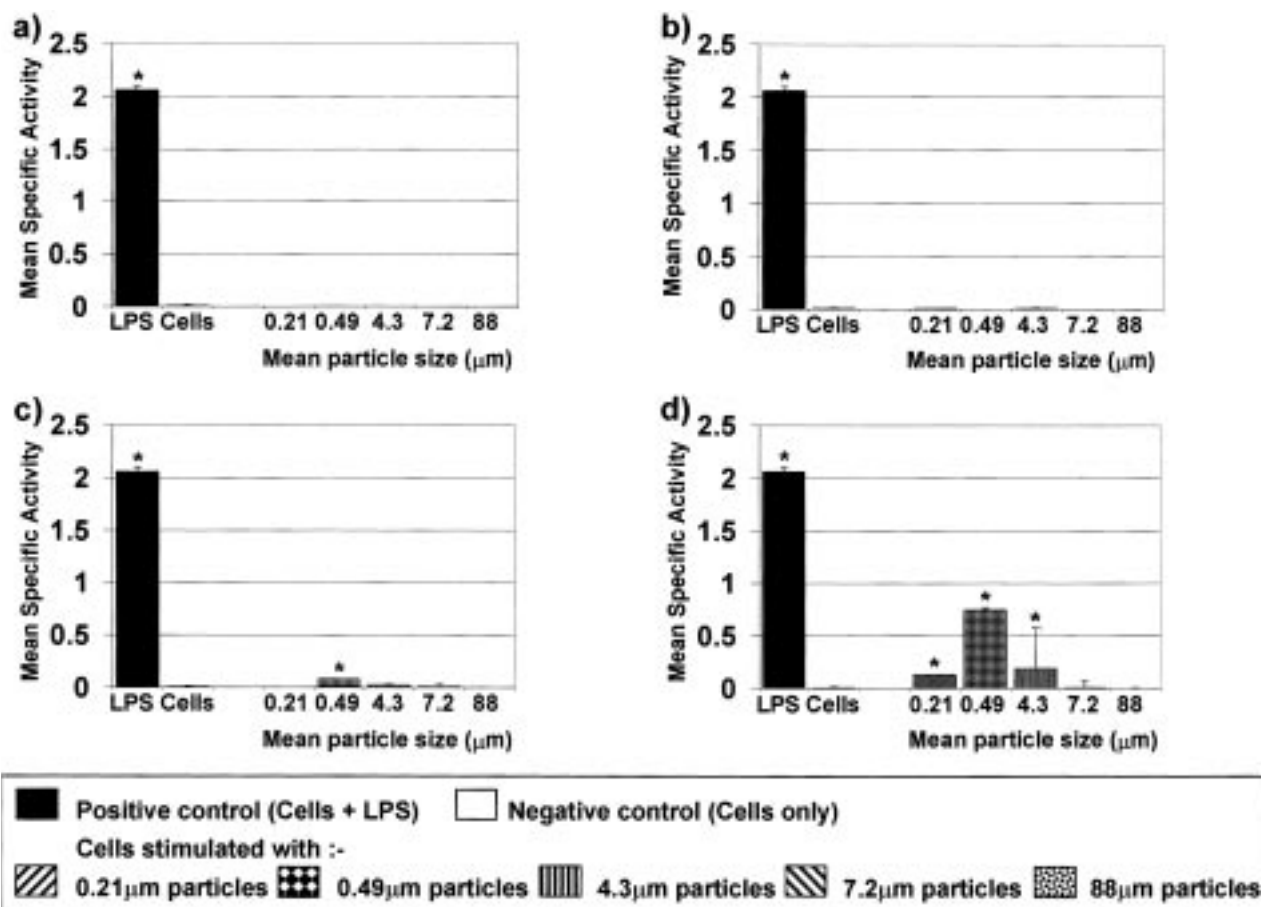 a)
2.5
2
1.5
1
0.5
0
Mean Specific Activity
*
LPS Cells 0.21 0.49 4.3 7.2 88
Mean particle size (μm)
b)
2.5
2
1.5
1
0.5
0
Mean Specific Activity
*
LPS Cells 0.21 0.49 4.3 7.2 88
Mean particle size (μm)
c)
2.5
2
1.5
1
0.5
0
Mean Specific Activity
*
*
LPS Cells 0.21 0.49 4.3 7.2 88
Mean particle size (μm)
d)
2.5
2
1.5
1
0.5
0
Mean Specific Activity
*
*
*
*
LPS Cells 0.21 0.49 4.3 7.2 88
Mean particle size (μm)
Positive control (Cells + LPS) Negative control (Cells only)
Cells stimulated with :-
0.21μm particles 0.49μm particles 4.3μm particles 7.2μm particles 88μm particles